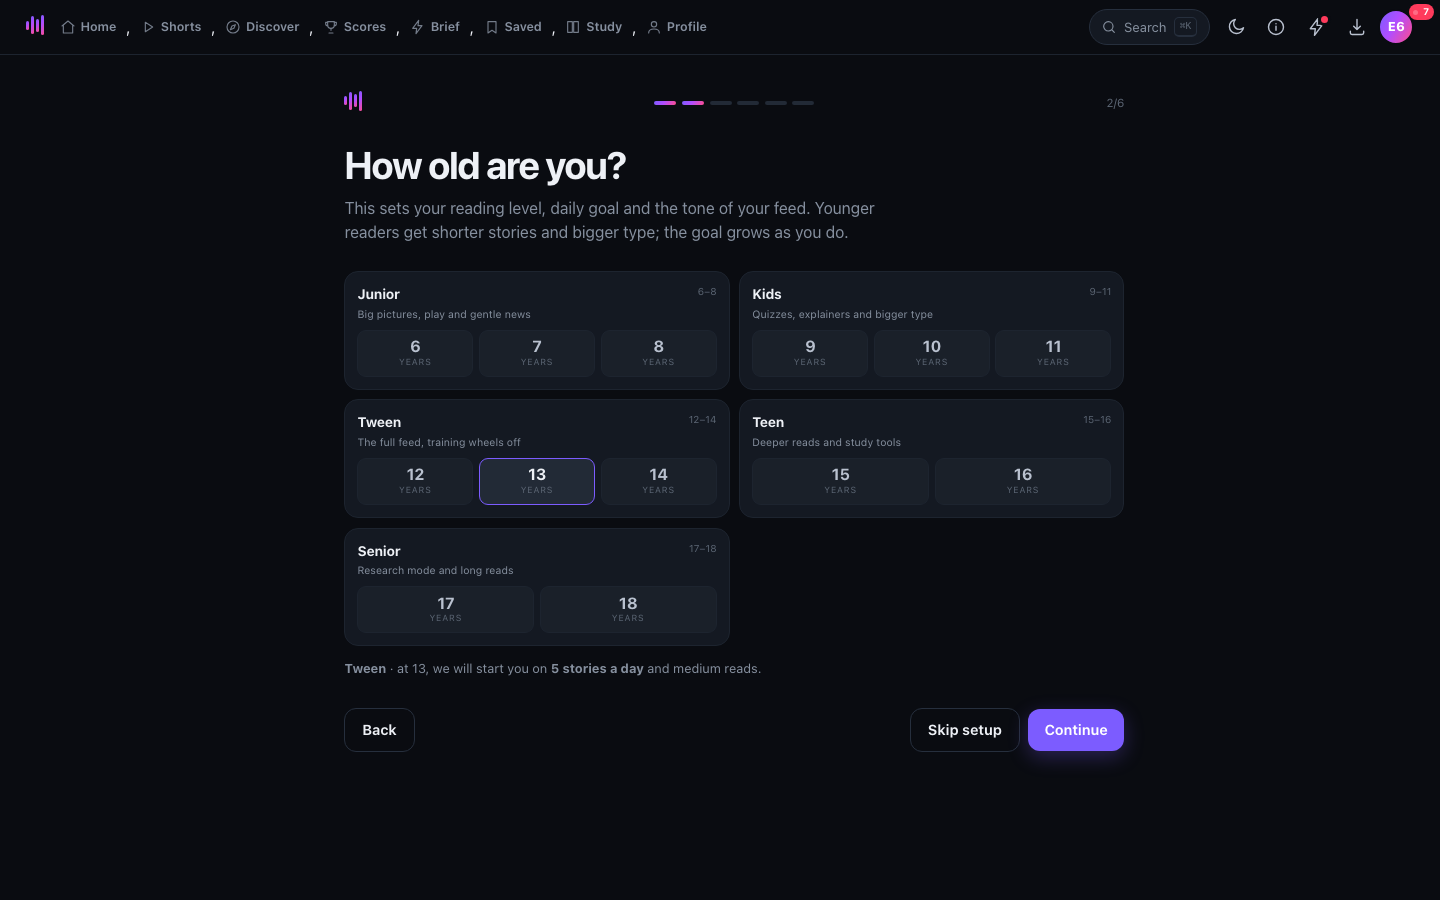 Home , Shorts , Discover , Scores , Brief , Saved , Study , Profile
Search ⌘K
E6
7
2/6
How old are you?
This sets your reading level, daily goal and the tone of your feed. Younger
readers get shorter stories and bigger type; the goal grows as you do.
Junior 6–8
Big pictures, play and gentle news
6 7 8
YEARS YEARS YEARS
Kids 9–11
Quizzes, explainers and bigger type
9 10 11
YEARS YEARS YEARS
Tween 12–14
The full feed, training wheels off
12 13 14
YEARS YEARS YEARS
Teen 15–16
Deeper reads and study tools
15 16
YEARS YEARS
Senior 17–18
Research mode and long reads
17 18
YEARS YEARS
Tween · at 13, we will start you on 5 stories a day and medium reads.
Back Skip setup Continue